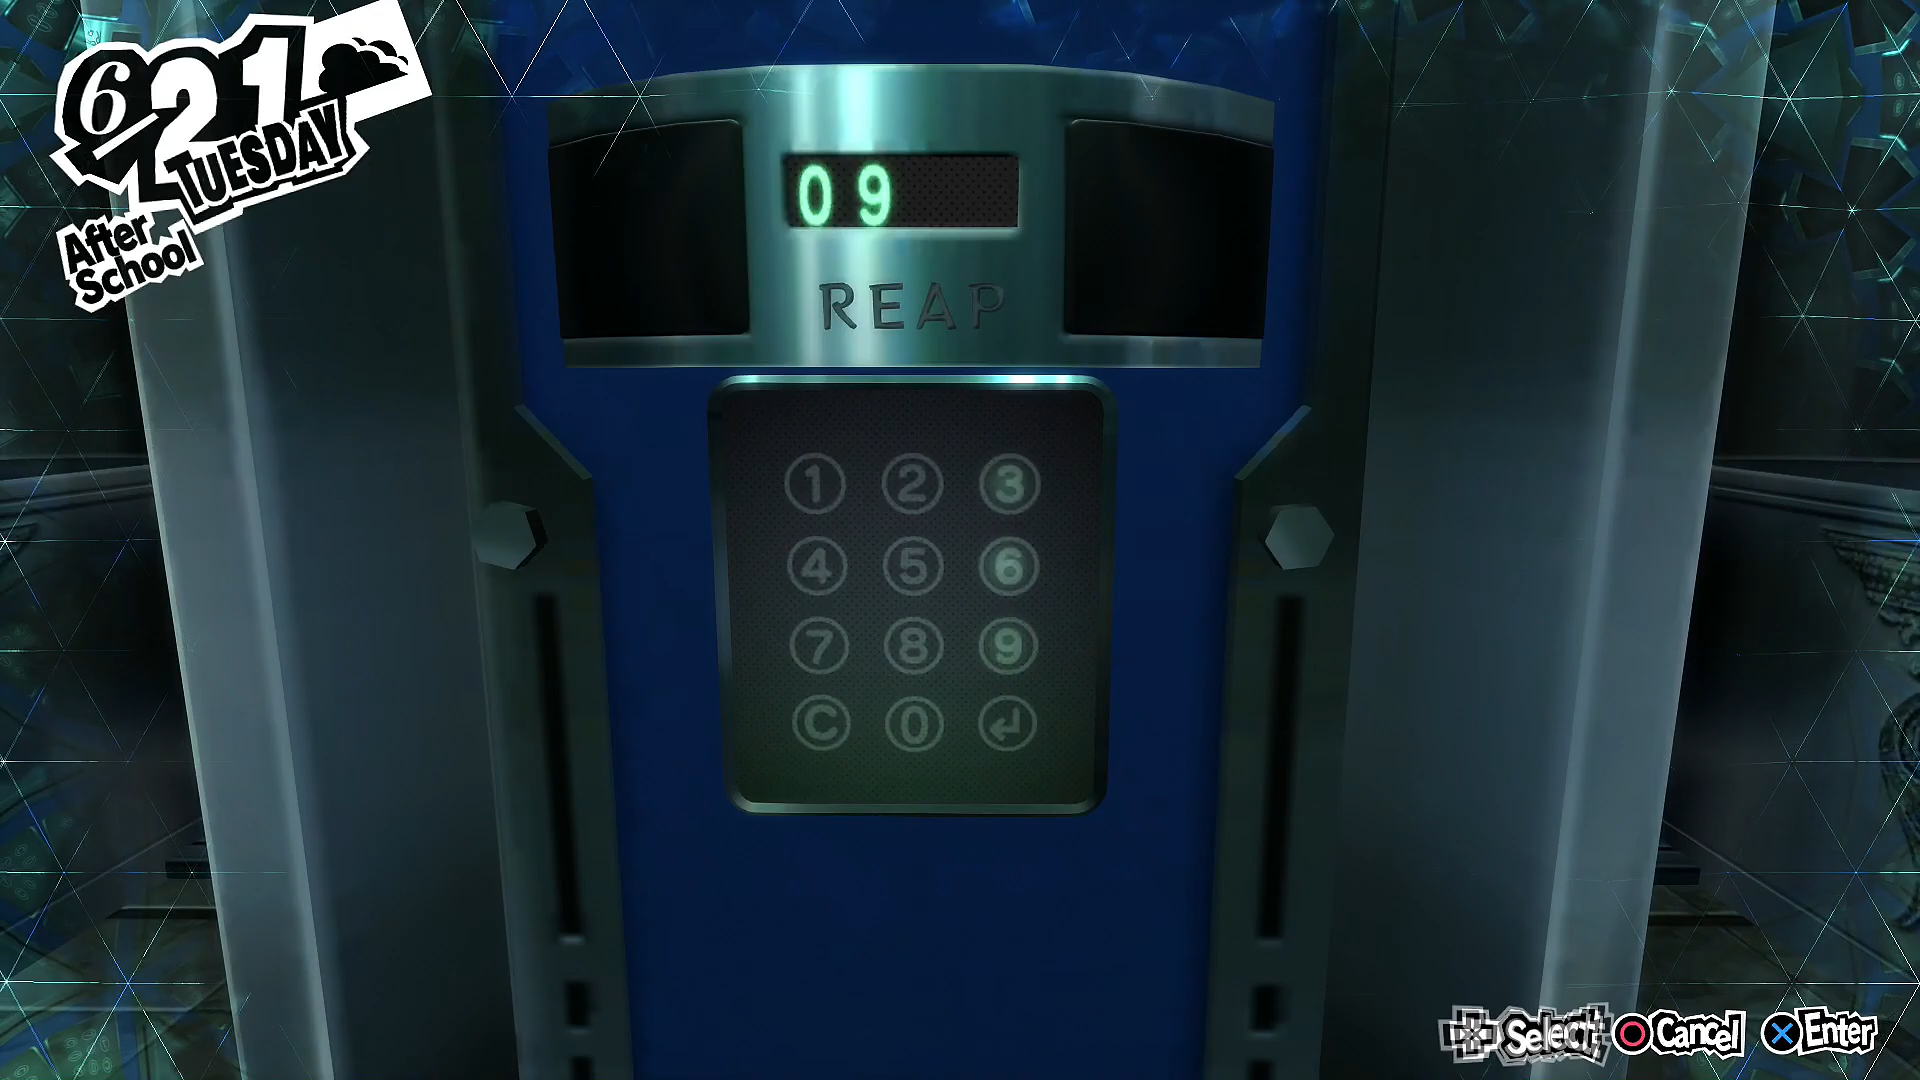 6/21
TUESDAY
After
School
09
REAP
1 2 3
4 5 6
7 8 9
C 0 ↵
Select Cancel Enter